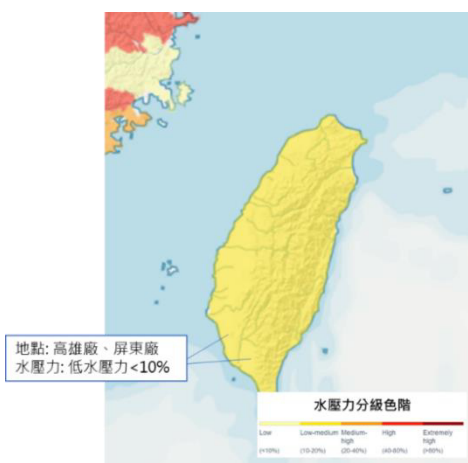 地點: 高雄廠、屏東廠
水壓力: 低水壓力<10%
水壓力分級色階
Low Low-medium Medium-high High Extremely high
(<10%) (10-20%) (20-40%) (40-80%) (>80%)